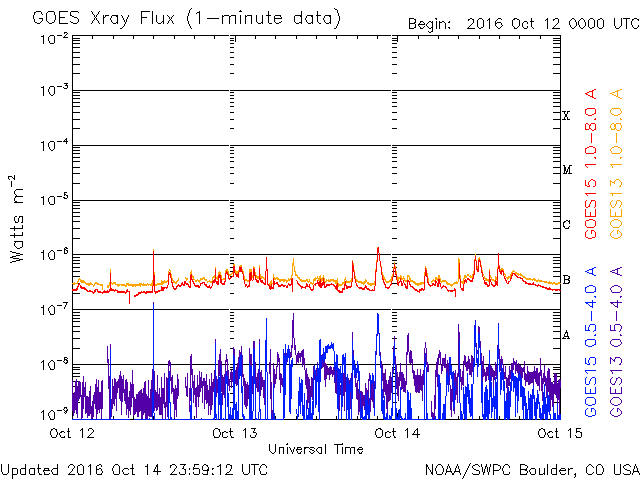 GOES Xray Flux (1-minute data)
Begin: 2016 Oct 12 0000 UTC
10⁻²
10⁻³
10⁻⁴
10⁻⁵
10⁻⁶
10⁻⁷
10⁻⁸
10⁻⁹
Watts m⁻²
X
M
C
B
A
GOES15 1.0-8.0 A
GOES13 1.0-8.0 A
GOES15 0.5-4.0 A
GOES13 0.5-4.0 A
Oct 12
Oct 13
Oct 14
Oct 15
Universal Time
Updated 2016 Oct 14 23:59:12 UTC
NOAA/SWPC Boulder, CO USA